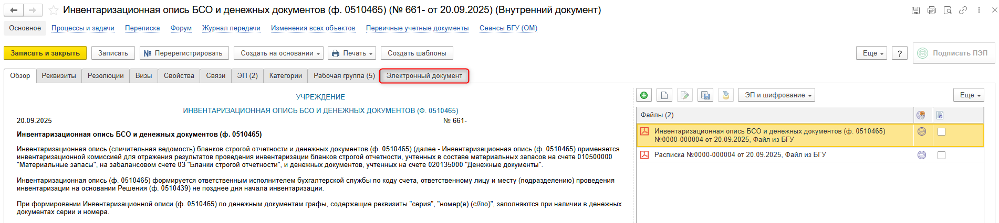 Инвентаризационная опись БСО и денежных документов (ф. 0510465) (№ 661- от 20.09.2025) (Внутренний документ)
Основное Процессы и задачи Переписка Форум Журнал передачи Изменения всех объектов Первичные учетные документы Сеансы БГУ (ОМ)
Записать и закрыть Записать № Перерегистрировать Создать на основании Печать Создать шаблоны Еще ? Подписать ПЭП
Обзор Реквизиты Резолюции Визы Свойства Связи ЭП (2) Категории Рабочая группа (5) Электронный документ
УЧРЕЖДЕНИЕ
ИНВЕНТАРИЗАЦИОННАЯ ОПИСЬ БСО И ДЕНЕЖНЫХ ДОКУМЕНТОВ (Ф. 0510465)
20.09.2025 № 661-
Инвентаризационная опись БСО и денежных документов (ф. 0510465)
Инвентаризационная опись (сличительная ведомость) бланков строгой отчетности и денежных документов (ф. 0510465) (далее - Инвентаризационная опись (ф. 0510465) применяется
инвентаризационной комиссией для отражения результатов проведения инвентаризации бланков строгой отчетности, учтенных в составе материальных запасов на счете 010500000
"Материальные запасы", на забалансовом счете 03 "Бланки строгой отчетности", и денежных документов, учтенных на счете 020135000 "Денежные документы".
Инвентаризационная опись (ф. 0510465) формируется ответственным исполнителем бухгалтерской службы по коду счета, ответственному лицу и месту (подразделению) проведения
инвентаризации на основании Решения (ф. 0510439) не позднее дня начала инвентаризации.
При формировании Инвентаризационной описи (ф. 0510465) по денежным документам графы, содержащие реквизиты "серия", "номер(а) (с//по)", заполняются при наличии в денежных
документах серии и номера.
ЭП и шифрование Еще
Файлы (2)
Инвентаризационная опись БСО и денежных документов (ф. 0510465)
№0000-000004 от 20.09.2025, Файл из БГУ
Расписка №0000-000004 от 20.09.2025, Файл из БГУ